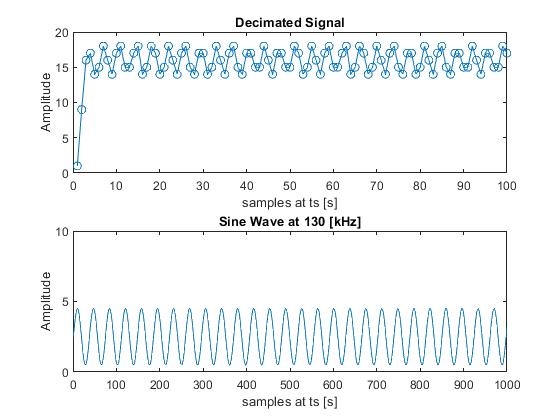 Decimated Signal
20
15
10
5
0
Amplitude
0 10 20 30 40 50 60 70 80 90 100
samples at ts [s]
Sine Wave at 130 [kHz]
10
5
0
Amplitude
0 100 200 300 400 500 600 700 800 900 1000
samples at ts [s]